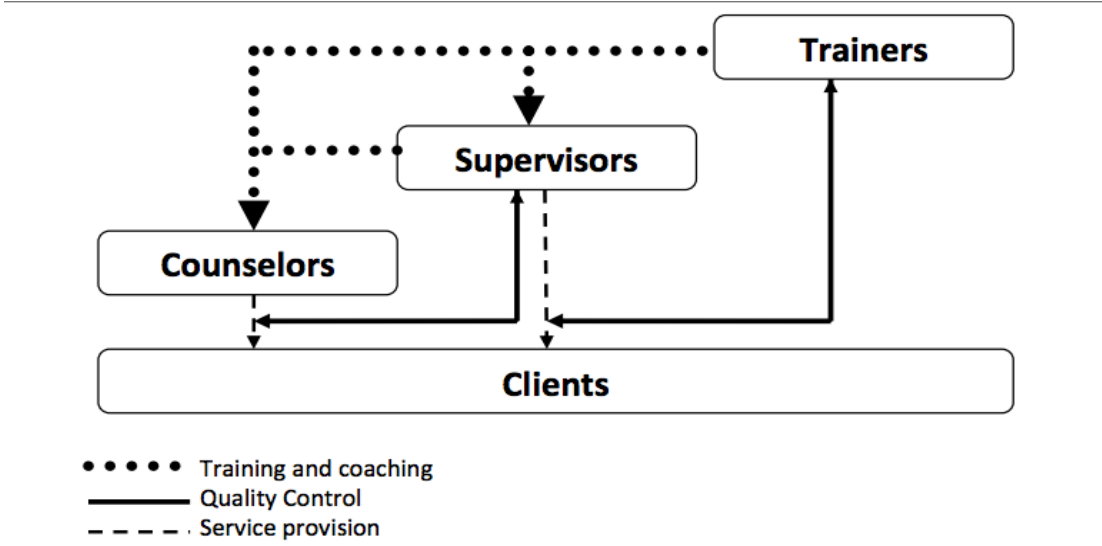 Trainers
Supervisors
Counselors
Clients
Training and coaching
Quality Control
Service provision